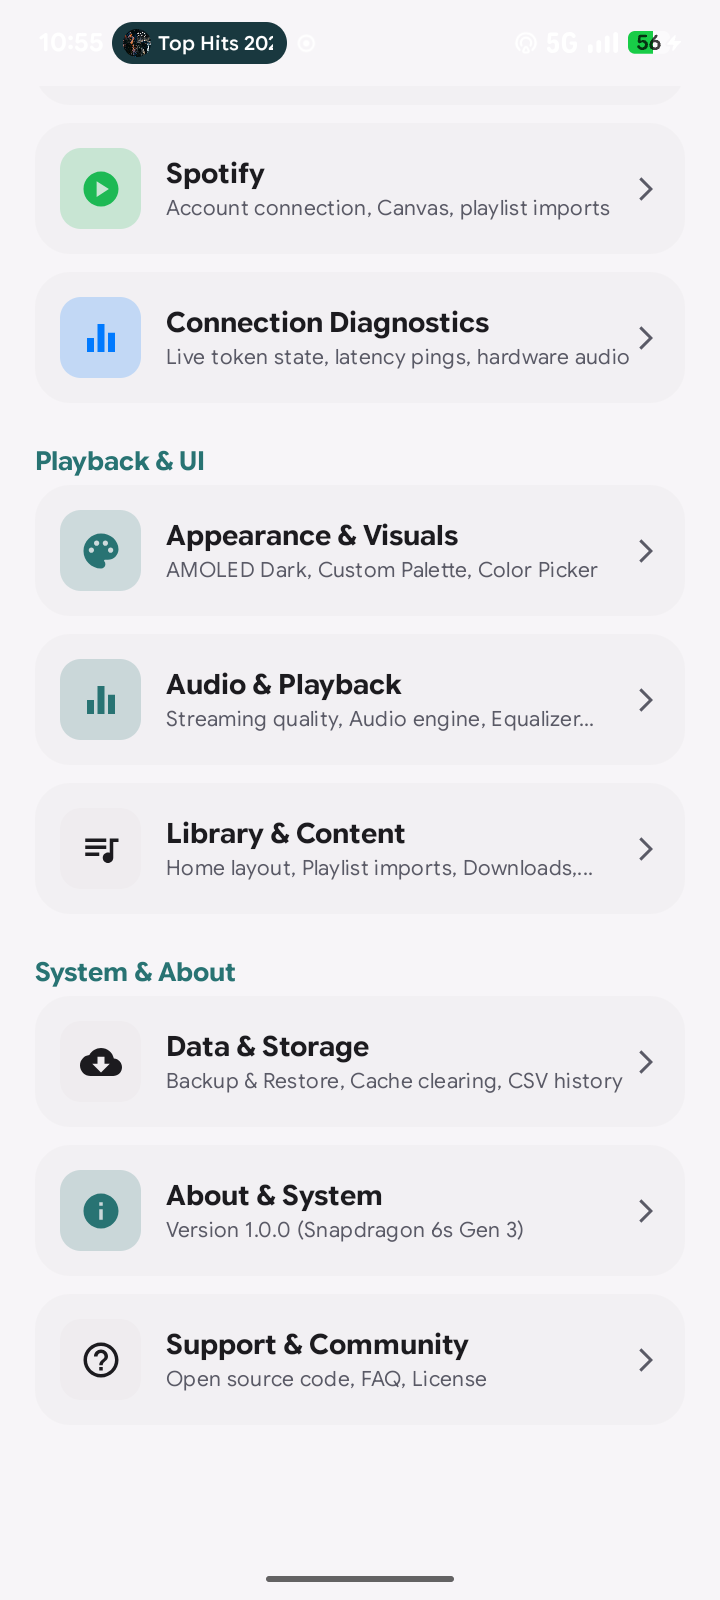 10:55
Top Hits 202
5G
56
Spotify
Account connection, Canvas, playlist imports
Connection Diagnostics
Live token state, latency pings, hardware audio
Playback & UI
Appearance & Visuals
AMOLED Dark, Custom Palette, Color Picker
Audio & Playback
Streaming quality, Audio engine, Equalizer...
Library & Content
Home layout, Playlist imports, Downloads,...
System & About
Data & Storage
Backup & Restore, Cache clearing, CSV history
About & System
Version 1.0.0 (Snapdragon 6s Gen 3)
Support & Community
Open source code, FAQ, License